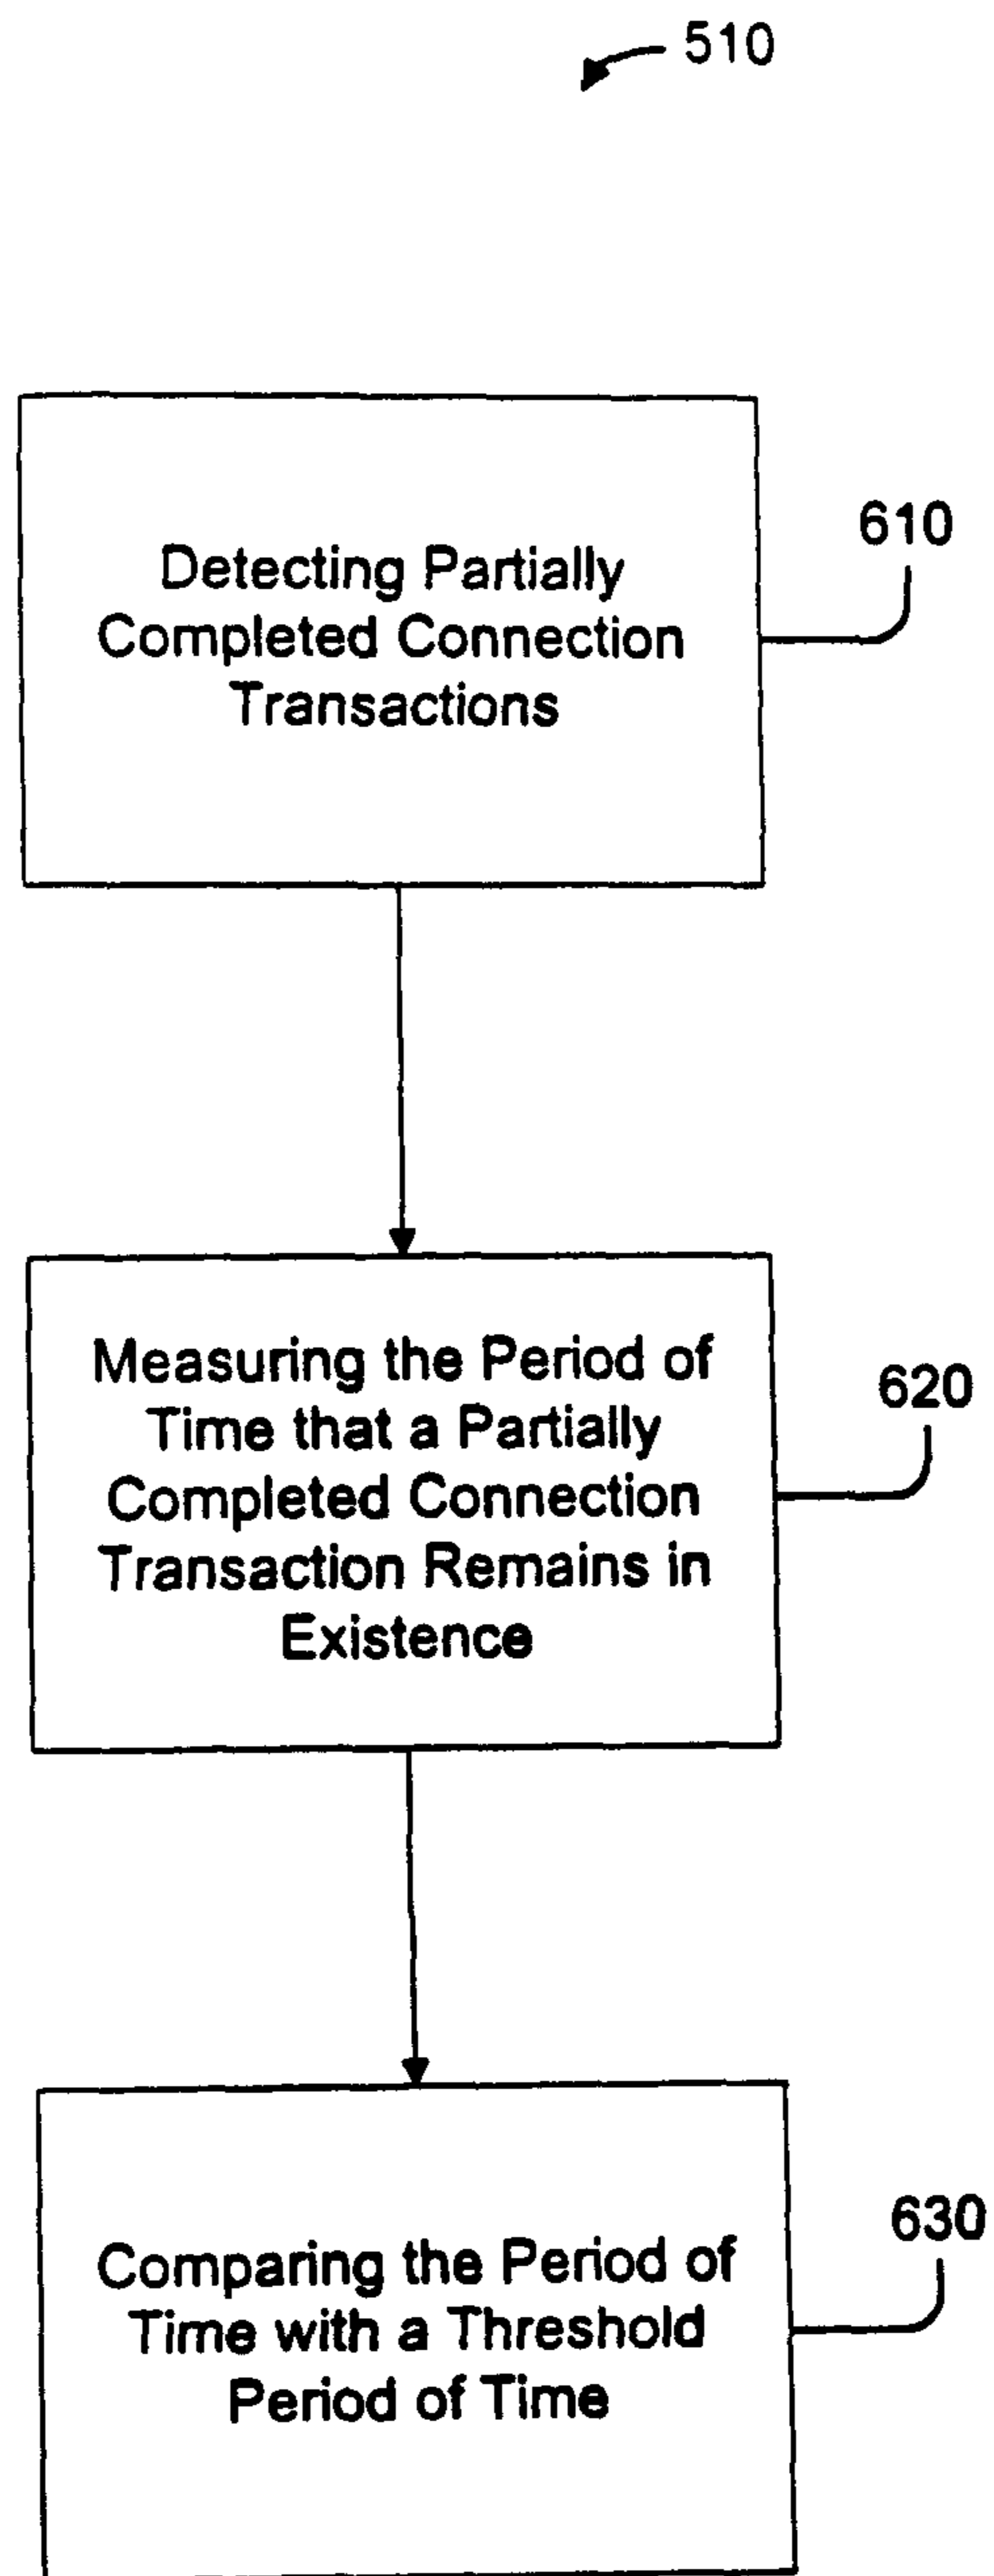 510
Detecting Partially
Completed Connection
Transactions
610
Measuring the Period of
Time that a Partially
Completed Connection
Transaction Remains in
Existence
620
Comparing the Period of
Time with a Threshold
Period of Time
630